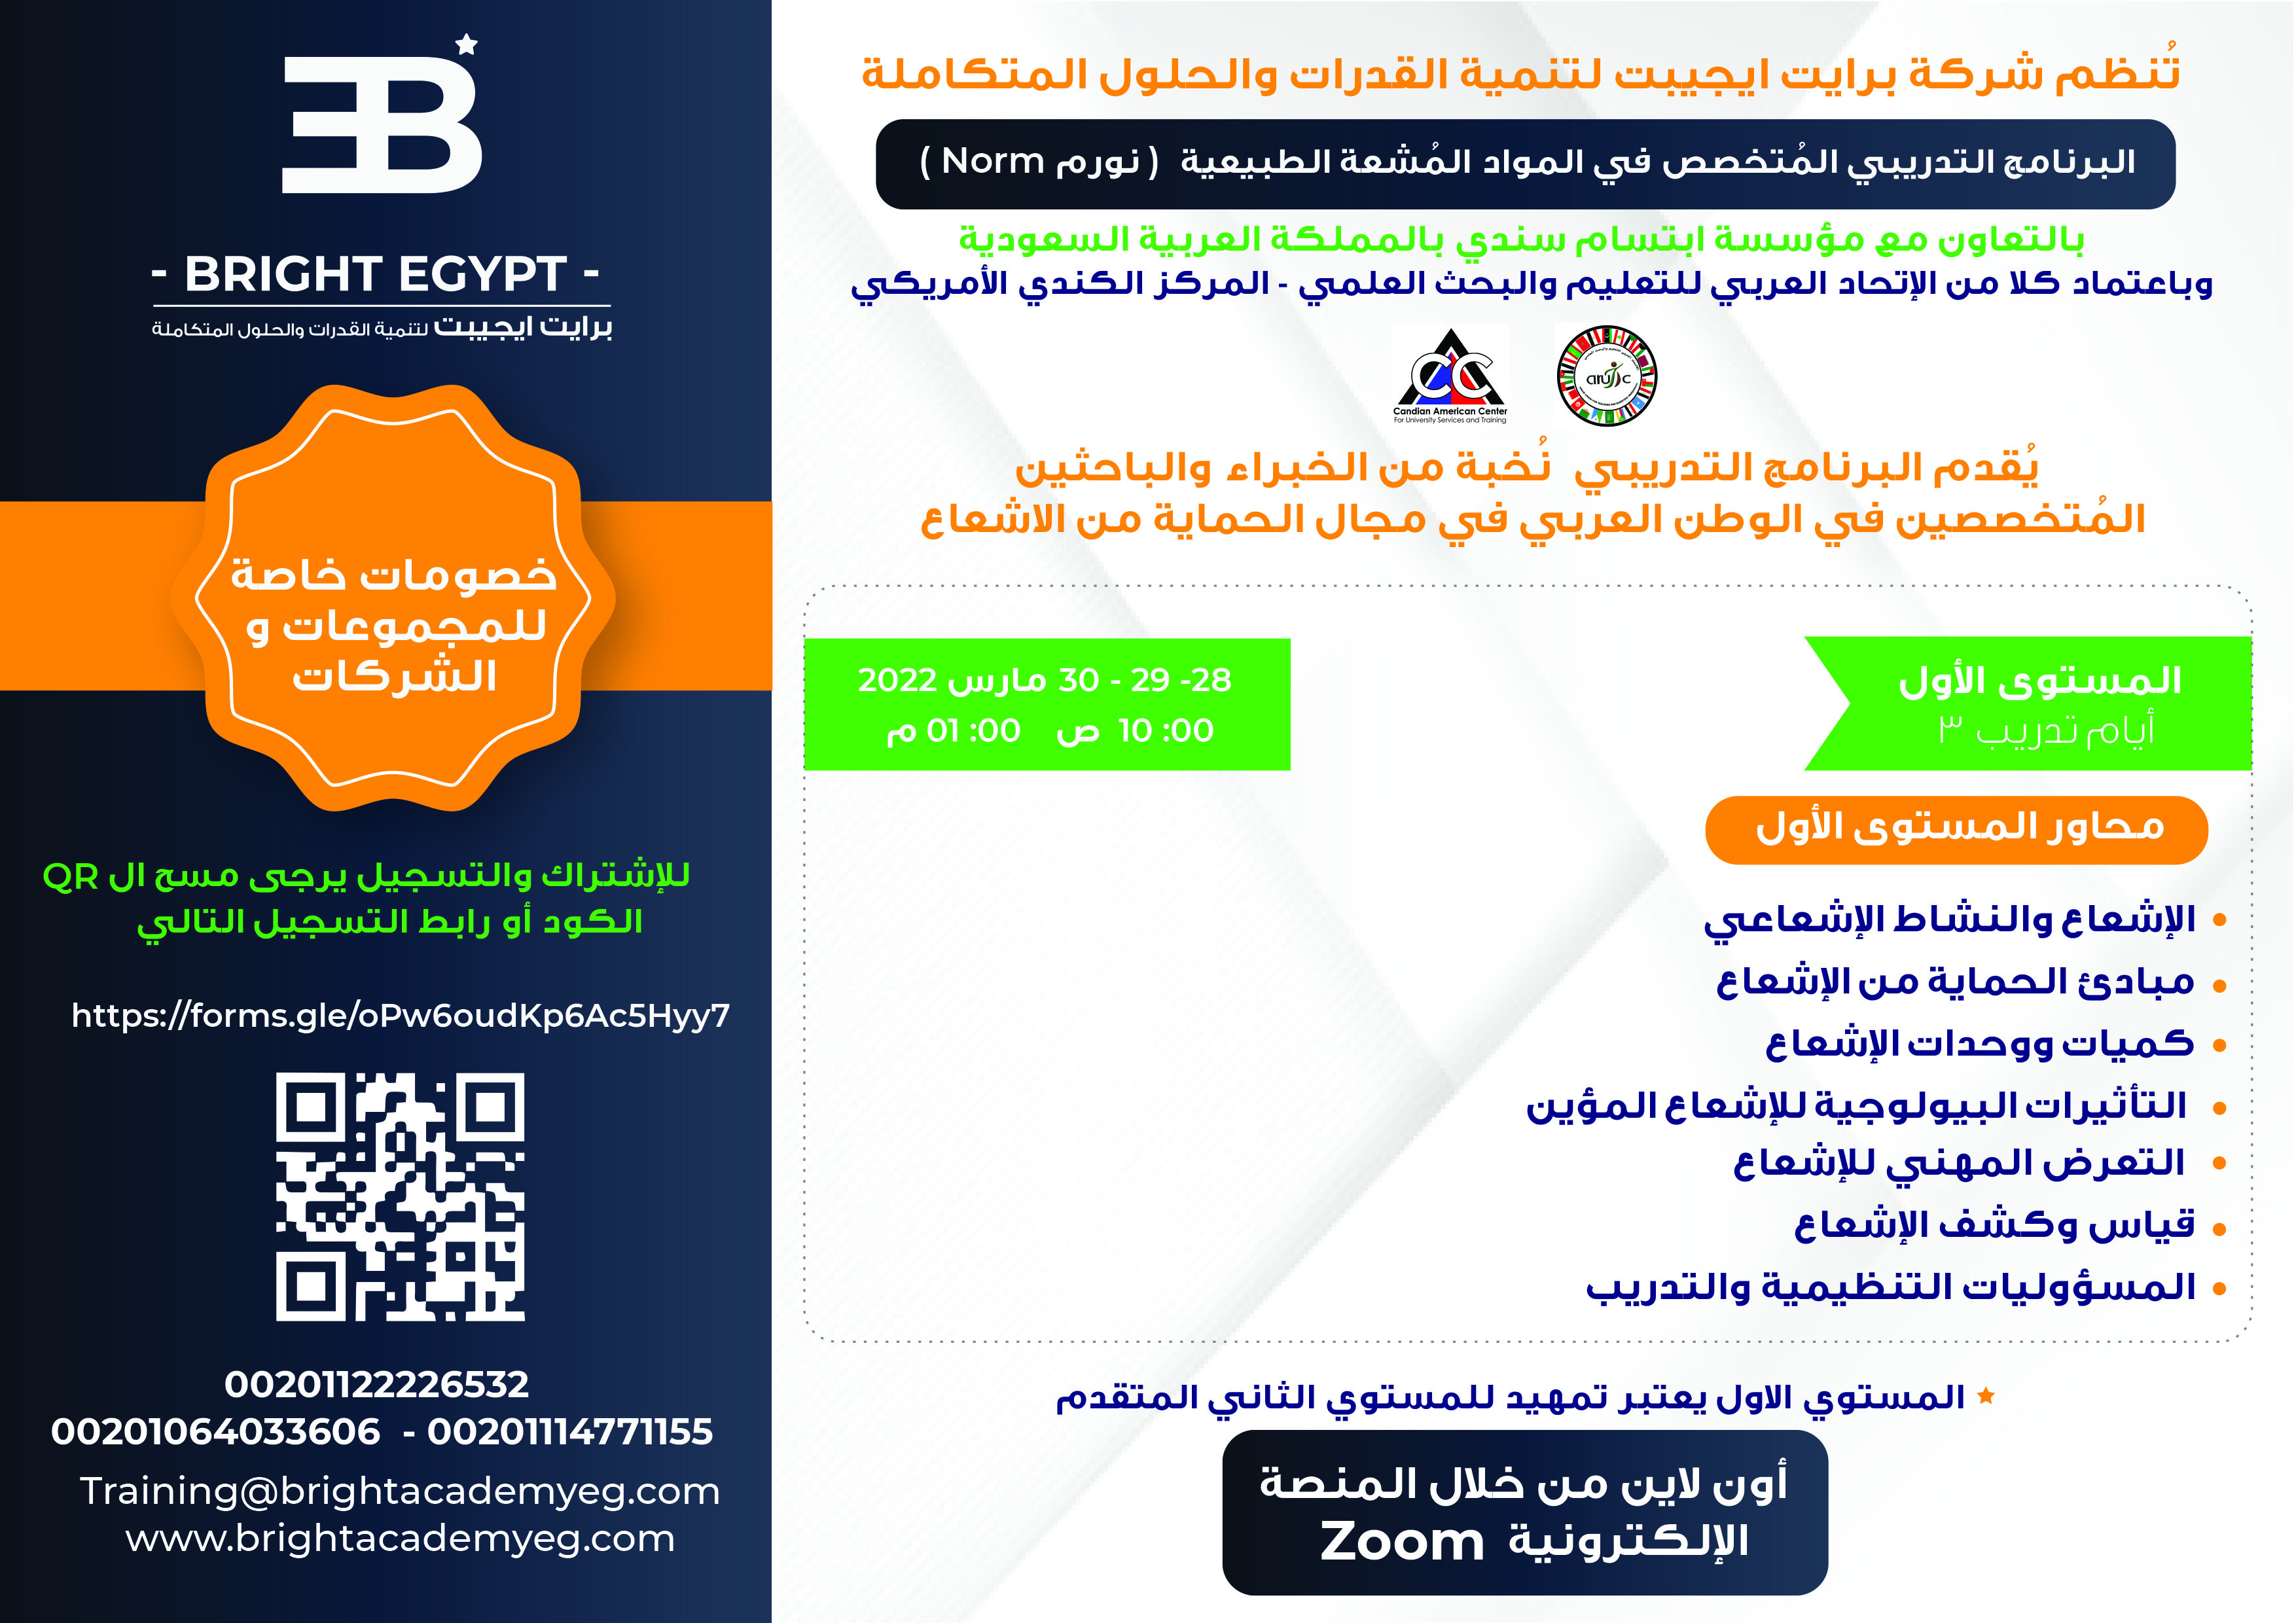 تُنظم شركة برايت ايجيبت لتنمية القدرات والحلول المتكاملة
البرنامج التدريبي المُتخصص في المواد المُشعة الطبيعية ( نورم Norm )
بالتعاون مع مؤسسة ابتسام سندي بالمملكة العربية السعودية
وباعتماد كلا من الإتحاد العربي للتعليم والبحث العلمي - المركز الكندي الأمريكي
CAC
Candian American Center
For University Services and Training
يُقدم البرنامج التدريبي نُخبة من الخبراء والباحثين
المُتخصصين في الوطن العربي في مجال الحماية من الاشعاع
المستوى الأول
أيام تدريب ٣
28- 29 - 30 مارس 2022
10 :00 ص 01 :00 م
محاور المستوى الأول
• الإشعاع والنشاط الإشعاعي
• مبادئ الحماية من الإشعاع
• كميات ووحدات الإشعاع
• التأثيرات البيولوجية للإشعاع المؤين
• التعرض المهني للإشعاع
• قياس وكشف الإشعاع
• المسؤوليات التنظيمية والتدريب
المستوي الاول يعتبر تمهيد للمستوي الثاني المتقدم
أون لاين من خلال المنصة
الإلكترونية Zoom
EB
- BRIGHT EGYPT -
برايت ايجيبت لتنمية القدرات والحلول المتكاملة
خصومات خاصة
للمجموعات و
الشركات
للإشتراك والتسجيل يرجى مسح ال QR
الكود أو رابط التسجيل التالي
https://forms.gle/oPw6oudKp6Ac5Hyy7
00201122226532
00201064033606 - 00201114771155
Training@brightacademyeg.com
www.brightacademyeg.com